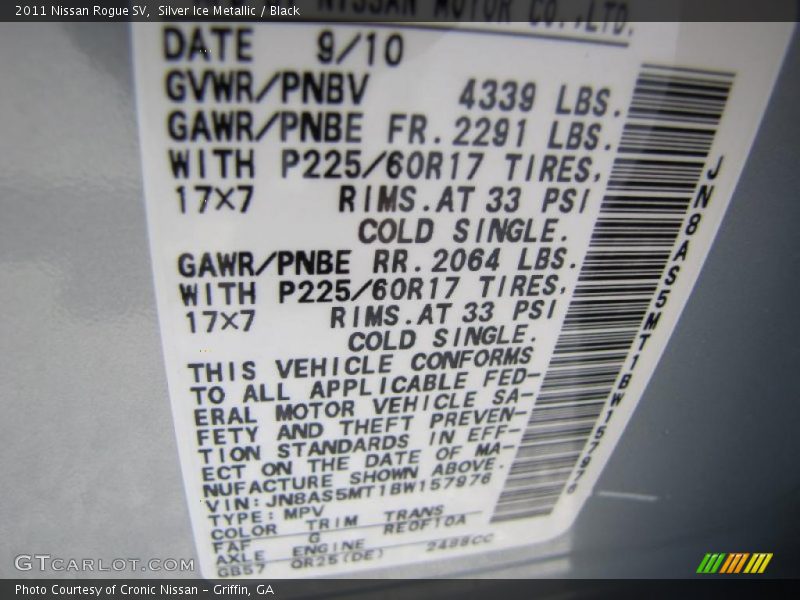 2011 Nissan Rogue SV, Silver Ice Metallic / Black
NISSAN MOTOR CO.,LTD.
DATE 9/10
GVWR/PNBV 4339 LBS.
GAWR/PNBE FR. 2291 LBS.
WITH P225/60R17 TIRES,
17×7 RIMS.AT 33 PSI
COLD SINGLE.
GAWR/PNBE RR. 2064 LBS.
WITH P225/60R17 TIRES,
17×7 RIMS.AT 33 PSI
COLD SINGLE.
THIS VEHICLE CONFORMS
TO ALL APPLICABLE FED-
ERAL MOTOR VEHICLE SA-
FETY AND THEFT PREVEN-
TION STANDARDS IN EFF-
ECT ON THE DATE OF MA-
NUFACTURE SHOWN ABOVE.
VIN:JN8AS5MT1BW157976
TYPE:MPV
COLOR TRIM TRANS
FAF G RE0F10A
AXLE ENGINE
GB57 QR25(DE) 2488CC
JN8AS5MT1BW157976
GTCARLOT.COM
Photo Courtesy of Cronic Nissan - Griffin, GA